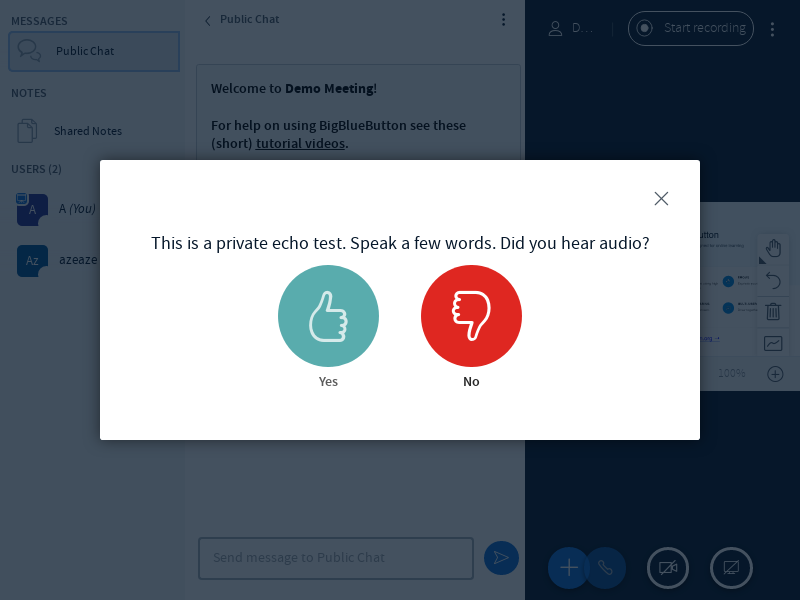 MESSAGES
Public Chat
NOTES
Shared Notes
USERS (2)
A
A (You)
Az
azeaze
Public Chat
Welcome to Demo Meeting!
For help on using BigBlueButton see these
(short) tutorial videos.
D...
Start recording
This is a private echo test. Speak a few words. Did you hear audio?
Yes
No
100%
Send message to Public Chat